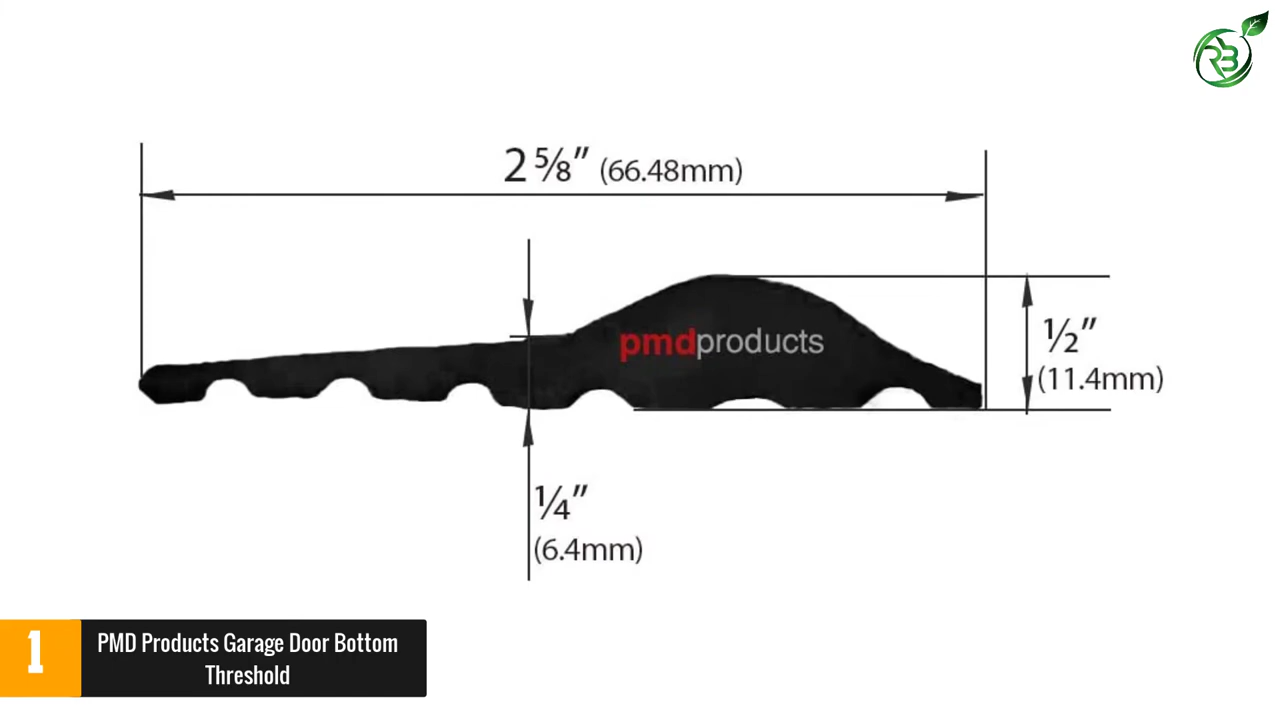 RB
2 5/8" (66.48mm)
pmdproducts
1/2"
(11.4mm)
1/4"
(6.4mm)
1
PMD Products Garage Door Bottom
Threshold